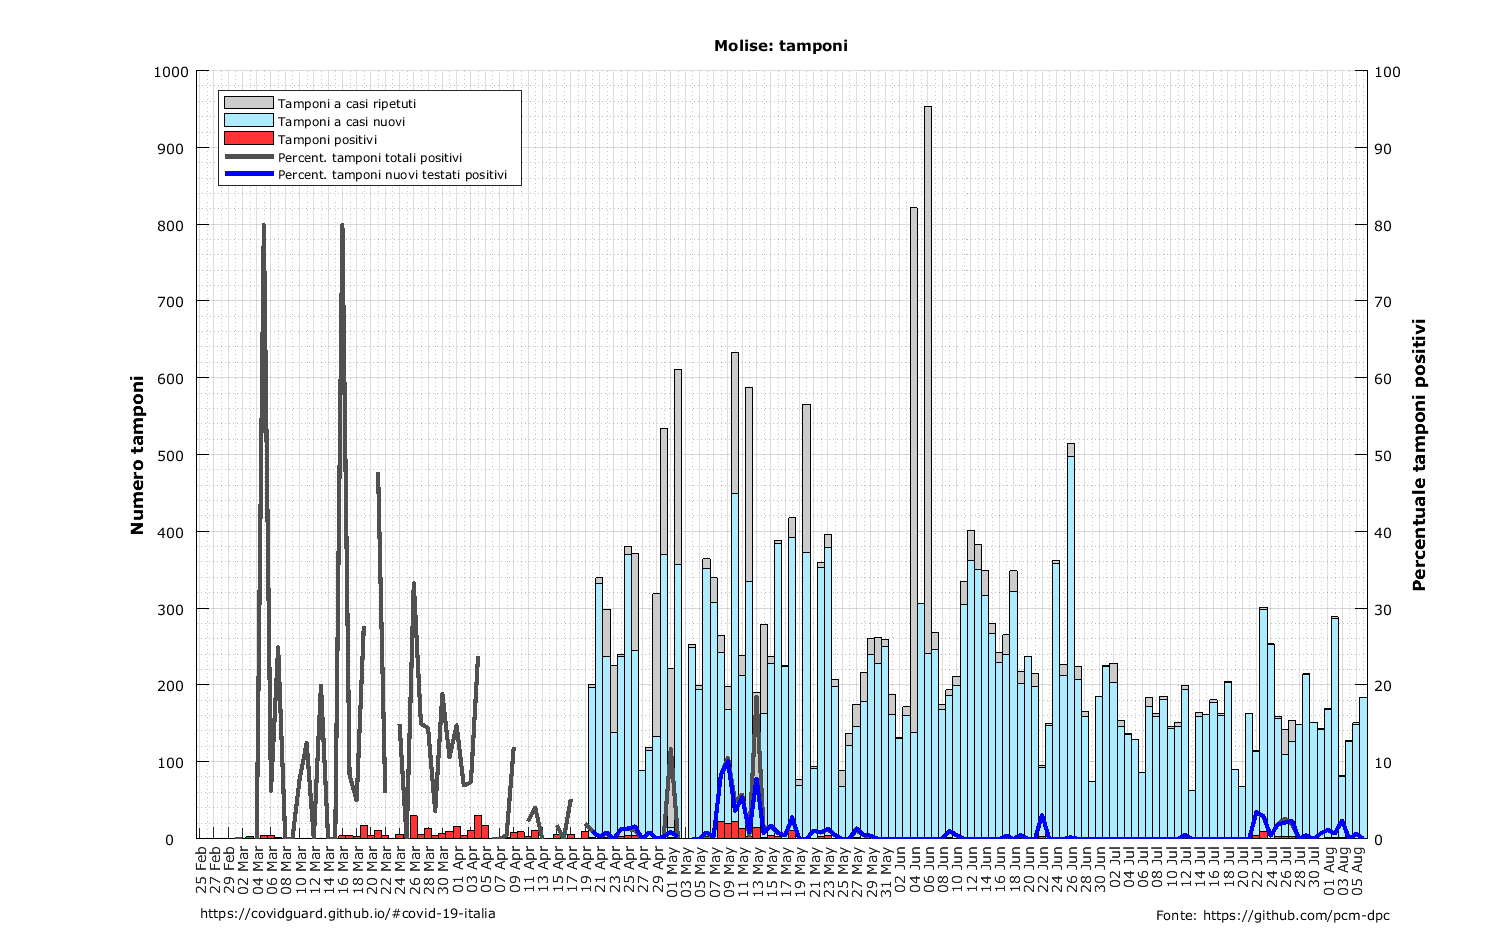 Molise: tamponi
1000
900
800
700
600
500
400
300
200
100
0
Numero tamponi
Tamponi a casi ripetuti
Tamponi a casi nuovi
Tamponi positivi
Percent. tamponi totali positivi
Percent. tamponi nuovi testati positivi
100
90
80
70
60
50
40
30
20
10
0
Percentuale tamponi positivi
25 Feb
27 Feb
29 Feb
02 Mar
04 Mar
06 Mar
08 Mar
10 Mar
12 Mar
14 Mar
16 Mar
18 Mar
20 Mar
22 Mar
24 Mar
26 Mar
28 Mar
30 Mar
01 Apr
03 Apr
05 Apr
07 Apr
09 Apr
11 Apr
13 Apr
15 Apr
17 Apr
19 Apr
21 Apr
23 Apr
25 Apr
27 Apr
29 Apr
01 May
03 May
05 May
07 May
09 May
11 May
13 May
15 May
17 May
19 May
21 May
23 May
25 May
27 May
29 May
31 May
02 Jun
04 Jun
06 Jun
08 Jun
10 Jun
12 Jun
14 Jun
16 Jun
18 Jun
20 Jun
22 Jun
24 Jun
26 Jun
28 Jun
30 Jun
02 Jul
04 Jul
06 Jul
08 Jul
10 Jul
12 Jul
14 Jul
16 Jul
18 Jul
20 Jul
22 Jul
24 Jul
26 Jul
28 Jul
30 Jul
01 Aug
03 Aug
05 Aug
https://covidguard.github.io/#covid-19-italia
Fonte: https://github.com/pcm-dpc